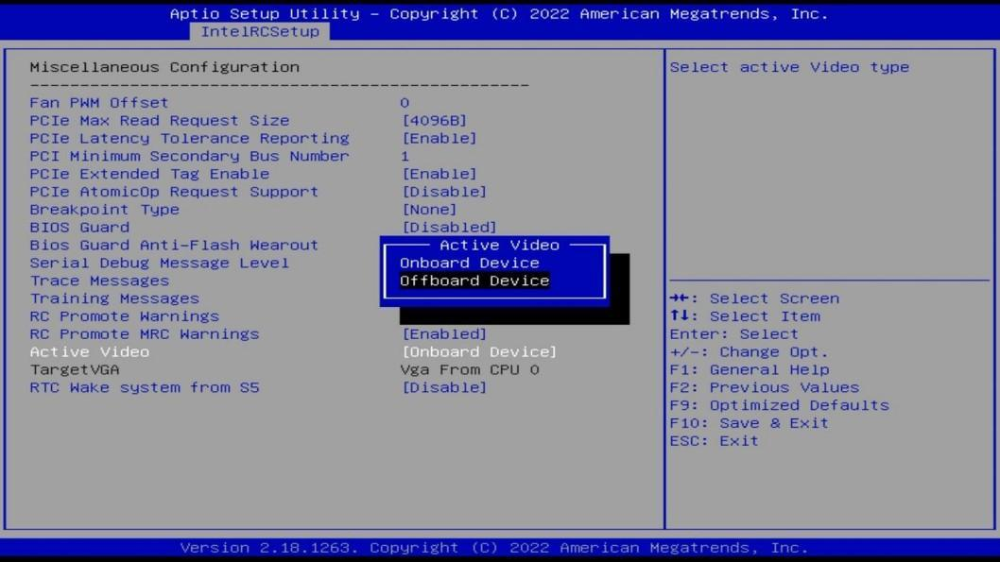 Aptio Setup Utility – Copyright (C) 2022 American Megatrends, Inc.
IntelRCSetup
Miscellaneous Configuration
Fan PWM Offset 0
PCIe Max Read Request Size [4096B]
PCIe Latency Tolerance Reporting [Enable]
PCI Minimum Secondary Bus Number 1
PCIe Extended Tag Enable [Enable]
PCIe AtomicOp Request Support [Disable]
Breakpoint Type [None]
BIOS Guard [Disabled]
Bios Guard Anti-Flash Wearout
Serial Debug Message Level
Trace Messages
Training Messages
RC Promote Warnings
RC Promote MRC Warnings [Enabled]
Active Video [Onboard Device]
TargetVGA Vga From CPU 0
RTC Wake system from S5 [Disable]
Active Video
Onboard Device
Offboard Device
Select active Video type
→←: Select Screen
↑↓: Select Item
Enter: Select
+/-: Change Opt.
F1: General Help
F2: Previous Values
F9: Optimized Defaults
F10: Save & Exit
ESC: Exit
Version 2.18.1263. Copyright (C) 2022 American Megatrends, Inc.